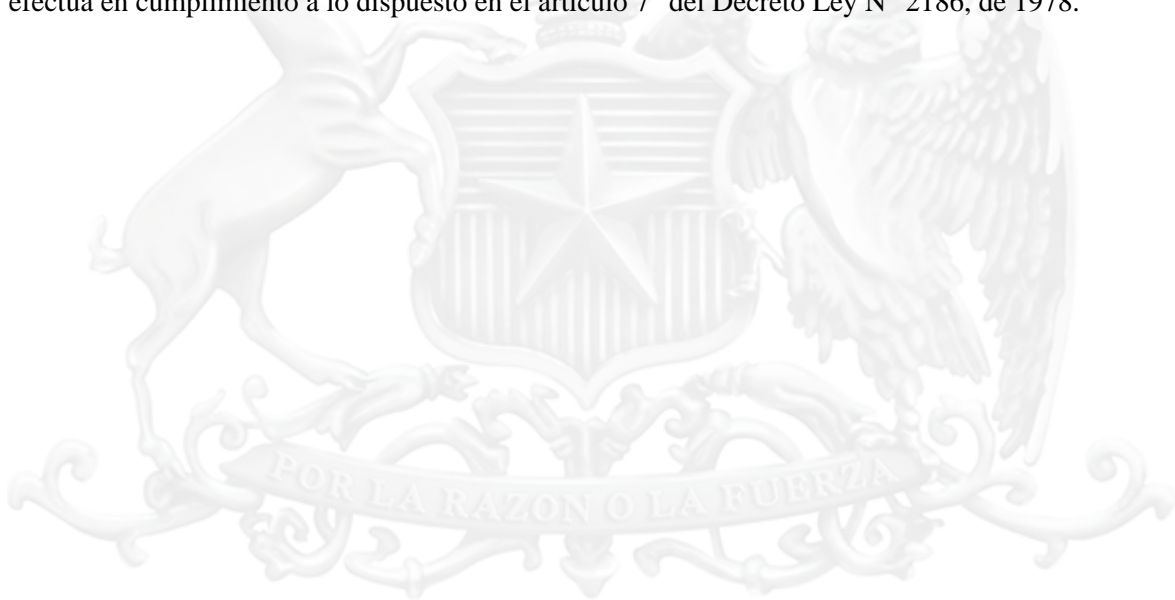 efectúa en cumplimiento a lo dispuesto en el artículo 7° del Decreto Ley N° 2186, de 1978.
POR LA RAZON O LA FUERZA